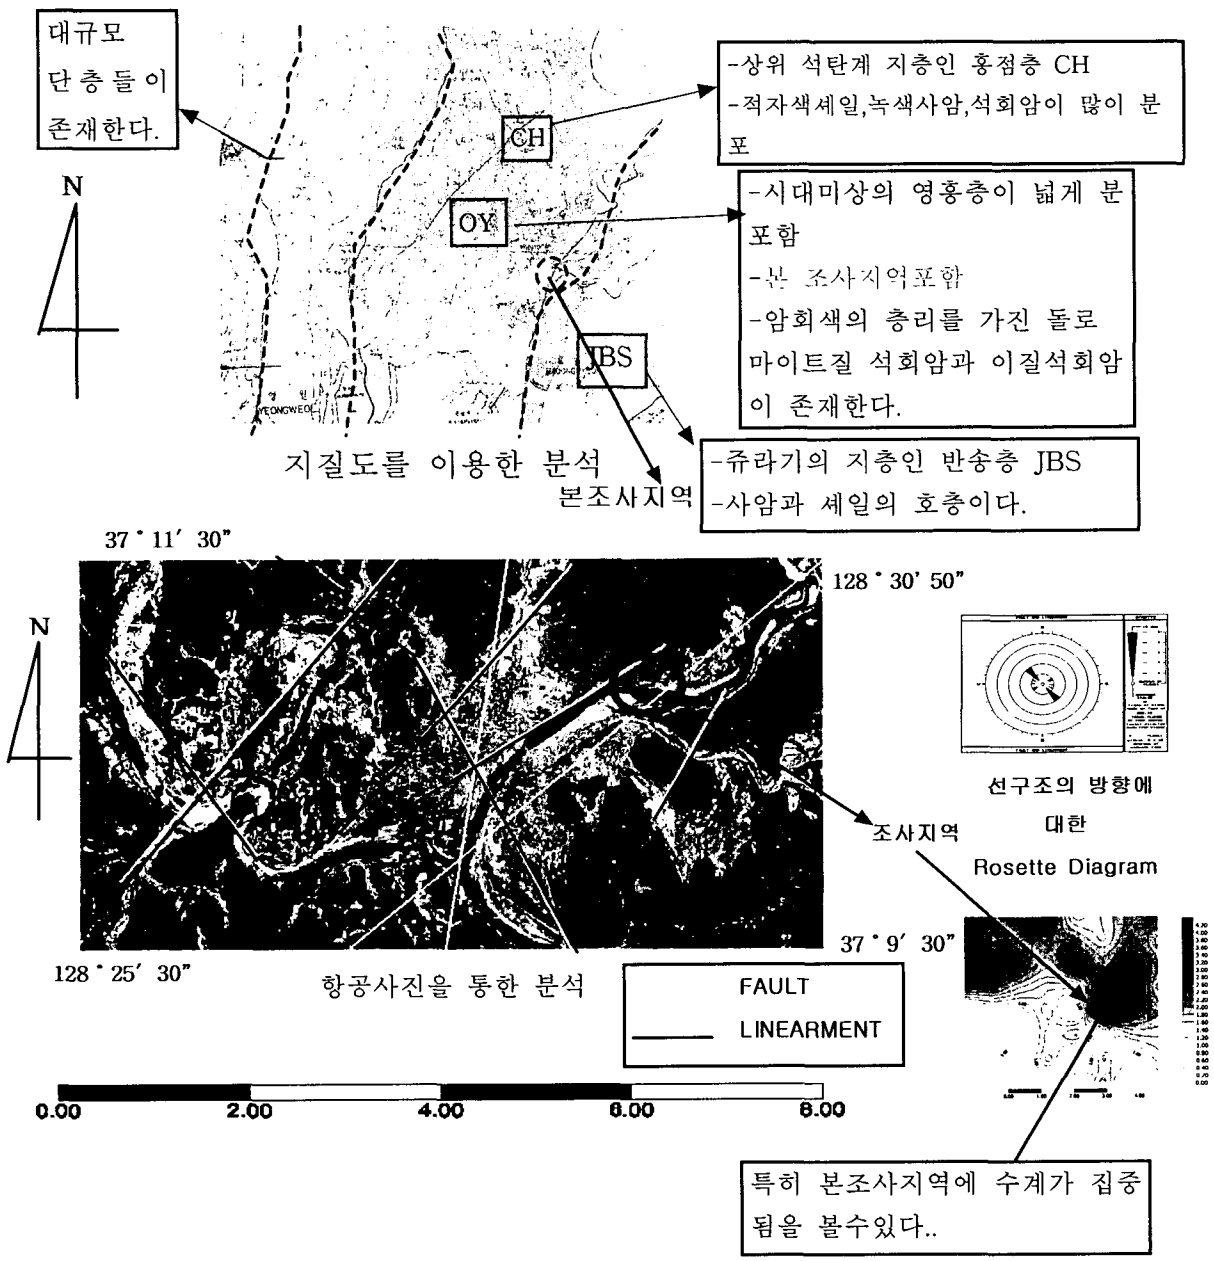 대규모
단층들이
존재한다.
N
CH
OY
JBS
YEONGWEOL
-상위 석탄계 지층인 홍점층 CH
-적자색셰일,녹색사암,석회암이 많이 분
포
-시대미상의 영흥층이 넓게 분
포함
-본 조사지역포함
-암회색의 층리를 가진 돌로
마이트질 석회암과 이질석회암
이 존재한다.
-쥬라기의 지층인 반송층 JBS
-사암과 셰일의 호층이다.
지질도를 이용한 분석
본조사지역
37˚11′30″
128˚30′50″
N
선구조의 방향에
대한
Rosette Diagram
조사지역
37˚9′30″
128˚25′30″
항공사진을 통한 분석
FAULT
LINEARMENT
0.00 2.00 4.00 6.00 8.00
특히 본조사지역에 수계가 집중
됨을 볼수있다..